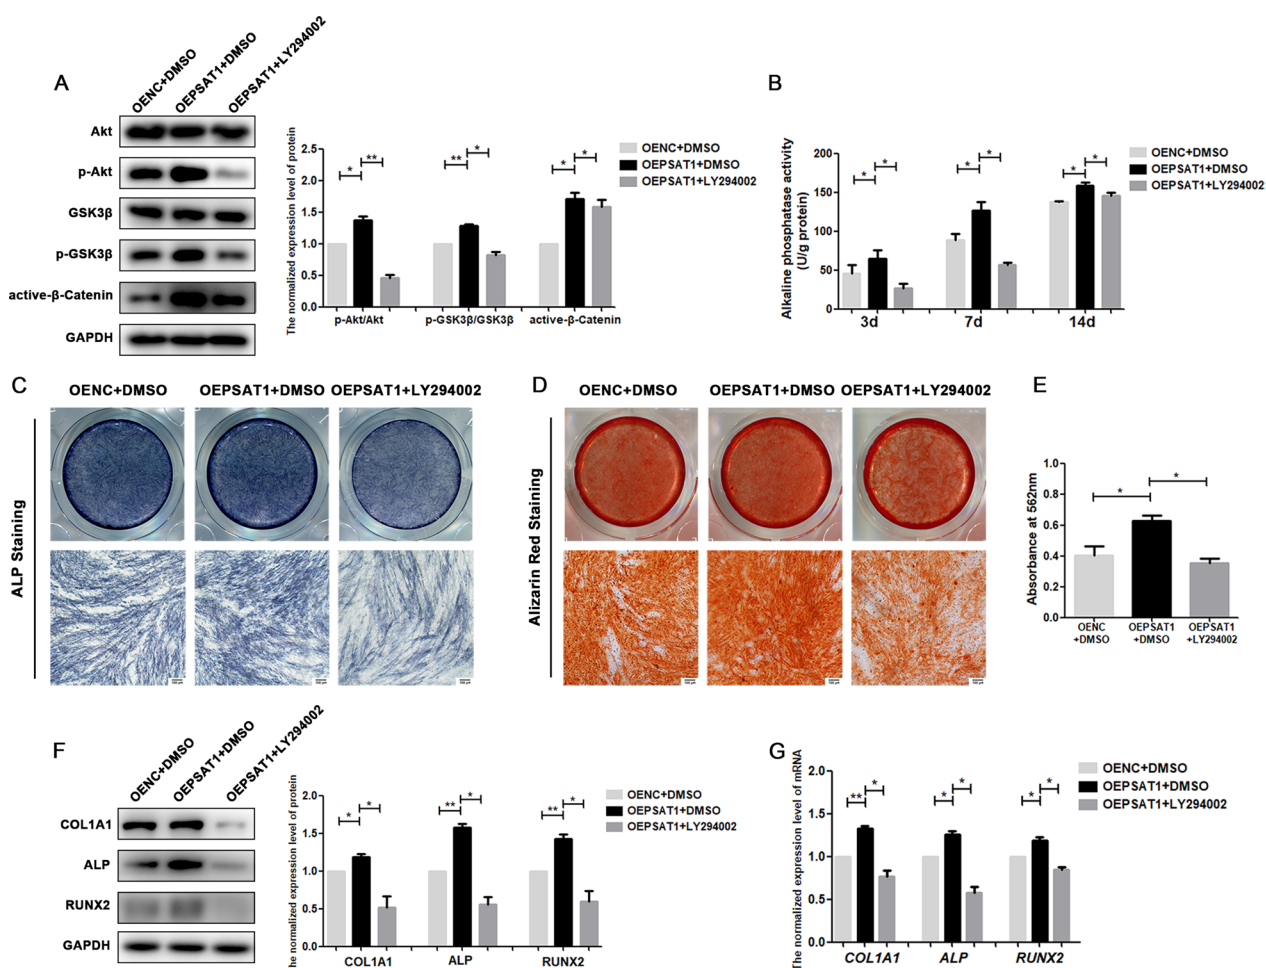 A
OENC+DMSO
OEPSAT1+DMSO
OEPSAT1+LY294002
Akt
p-Akt
GSK3β
p-GSK3β
active-β-Catenin
GAPDH
The normalized expression level of protein
2.5
2.0
1.5
1.0
0.5
0.0
* ** ** * * *
p-Akt/Akt p-GSK3β/GSK3β active-β-Catenin
OENC+DMSO
OEPSAT1+DMSO
OEPSAT1+LY294002
B
Alkaline phosphatase activity
(U/g protein)
200
150
100
50
0
* * * * * *
3d 7d 14d
OENC+DMSO
OEPSAT1+DMSO
OEPSAT1+LY294002
C
OENC+DMSO OEPSAT1+DMSO OEPSAT1+LY294002
ALP Staining
D
OENC+DMSO OEPSAT1+DMSO OEPSAT1+LY294002
Alizarin Red Staining
E
Absorbance at 562nm
1.0
0.8
0.6
0.4
0.2
0.0
* *
OENC
+DMSO
OEPSAT1
+DMSO
OEPSAT1
+LY294002
F
OENC+DMSO
OEPSAT1+DMSO
OEPSAT1+LY294002
COL1A1
ALP
RUNX2
GAPDH
he normalized expression level of protein
2.0
1.5
1.0
0.5
0.0
* * ** * ** *
COL1A1 ALP RUNX2
OENC+DMSO
OEPSAT1+DMSO
OEPSAT1+LY294002
G
The normalized expression level of mRNA
2.0
1.5
1.0
0.5
0.0
** * * * * *
COL1A1 ALP RUNX2
OENC+DMSO
OEPSAT1+DMSO
OEPSAT1+LY294002